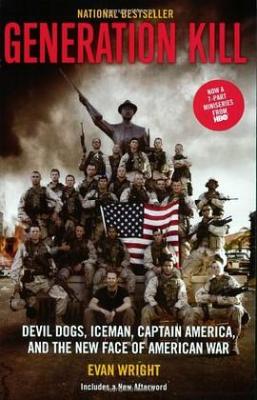 NATIONAL BESTSELLER
GENERATION KILL
NOW A
7-PART
MINISERIES
FROM
HBO
DEVIL DOGS, ICEMAN, CAPTAIN AMERICA,
AND THE NEW FACE OF AMERICAN WAR
EVAN WRIGHT
Includes a New Afterword